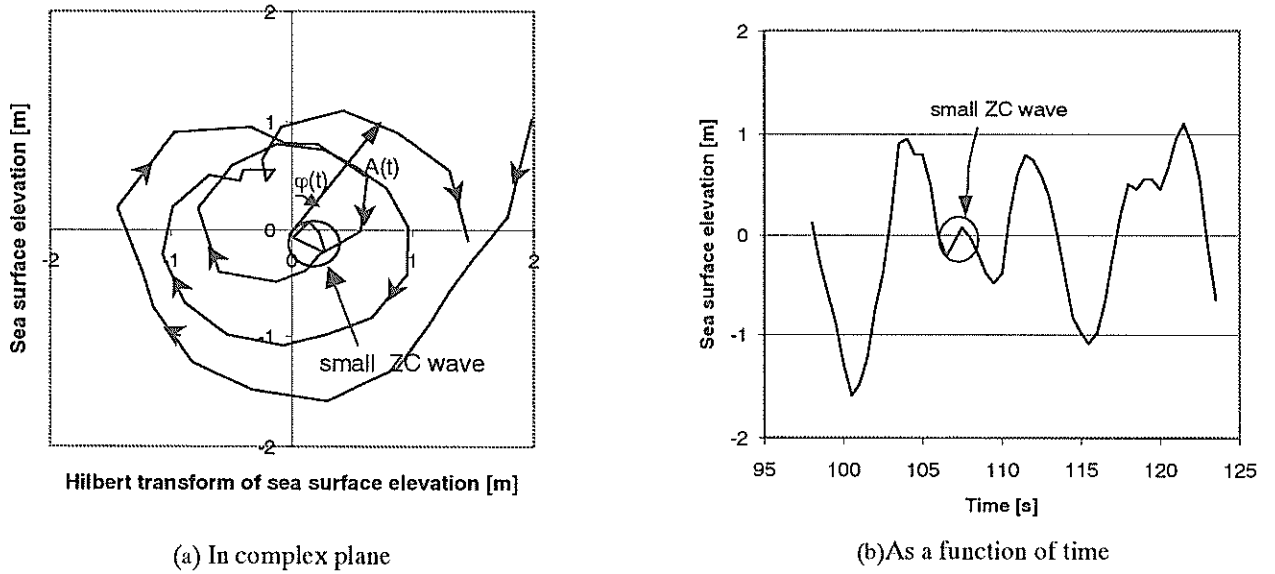 2
1
0
-1
-2
-2
-1
0
1
2
A(t)
φ(t)
small ZC wave
Sea surface elevation [m]
Hilbert transform of sea surface elevation [m]
(a) In complex plane
2
1
0
-1
-2
95
100
105
110
115
120
125
small ZC wave
Sea surface elevation [m]
Time [s]
(b)As a function of time